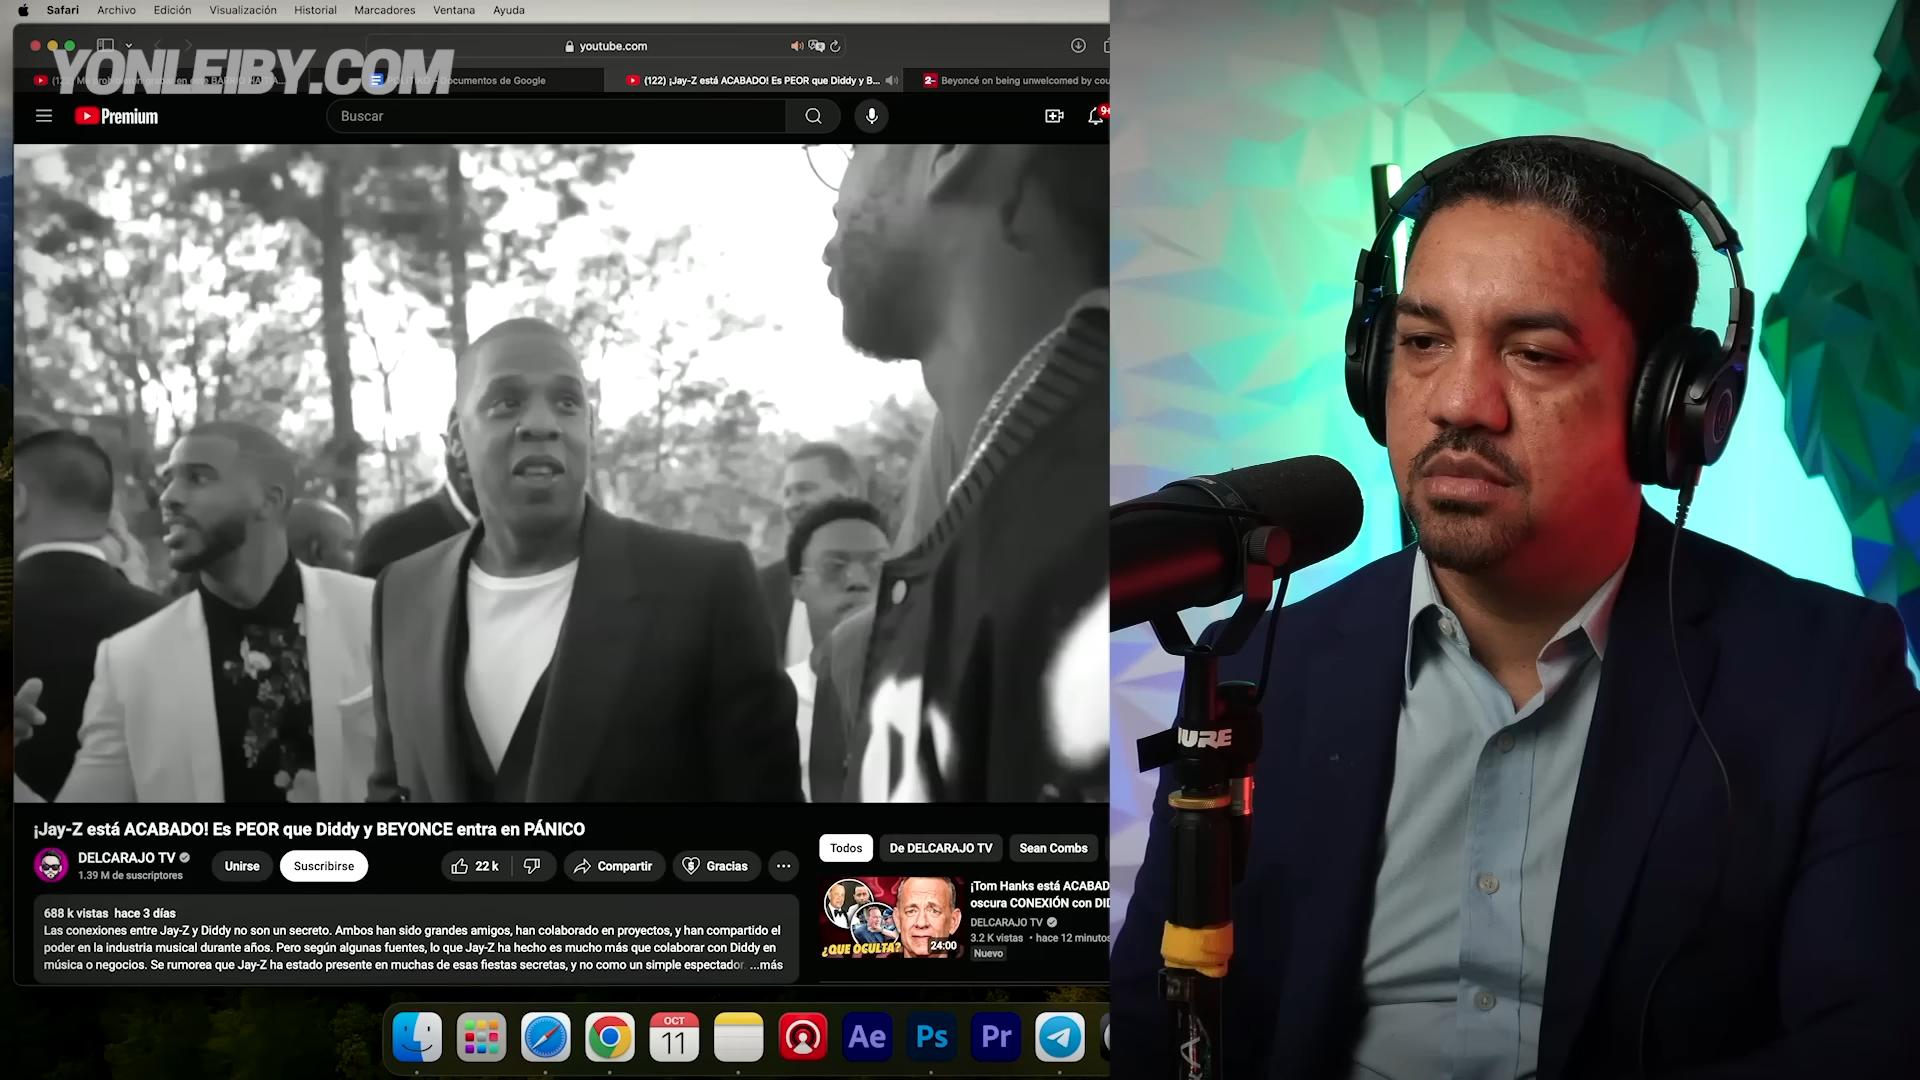 Safari Archivo Edición Visualización Historial Marcadores Ventana Ayuda
youtube.com
YONLEIBY.COM
Documentos de Google
(122) ¡Jay-Z está ACABADO! Es PEOR que Diddy y B...
Beyoncé on being unwelcomed by cou
Premium
Buscar
9+
¡Jay-Z está ACABADO! Es PEOR que Diddy y BEYONCE entra en PÁNICO
DELCARAJO TV
1.39 M de suscriptores
Unirse
Suscribirse
22 k
Compartir
Gracias
...
688 k vistas hace 3 días
Las conexiones entre Jay-Z y Diddy no son un secreto. Ambos han sido grandes amigos, han colaborado en proyectos, y han compartido el
poder en la industria musical durante años. Pero según algunas fuentes, lo que Jay-Z ha hecho es mucho más que colaborar con Diddy en
música o negocios. Se rumorea que Jay-Z ha estado presente en muchas de esas fiestas secretas, y no como un simple espectador. ...más
Todos
De DELCARAJO TV
Sean Combs
¿QUE OCULTA?
24:00
¡Tom Hanks está ACABAD
oscura CONEXIÓN con DI
DELCARAJO TV
3.2 K vistas • hace 12 minutos
Nuevo
OCT
11
Ae
Ps
Pr
URE